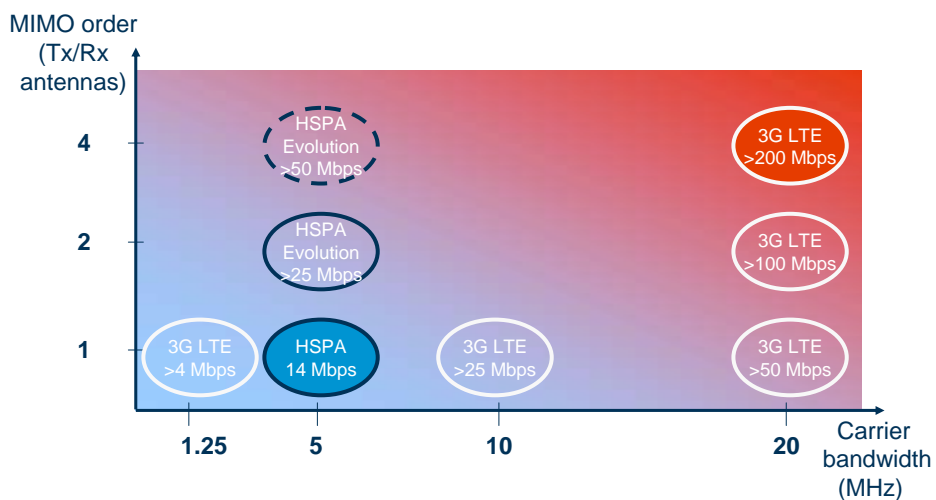 MIMO order
(Tx/Rx
antennas)
4
HSPA
Evolution
>50 Mbps
3G LTE
>200 Mbps
2
HSPA
Evolution
>25 Mbps
3G LTE
>100 Mbps
1
3G LTE
>4 Mbps
HSPA
14 Mbps
3G LTE
>25 Mbps
3G LTE
>50 Mbps
1.25
5
10
20
Carrier
bandwidth
(MHz)